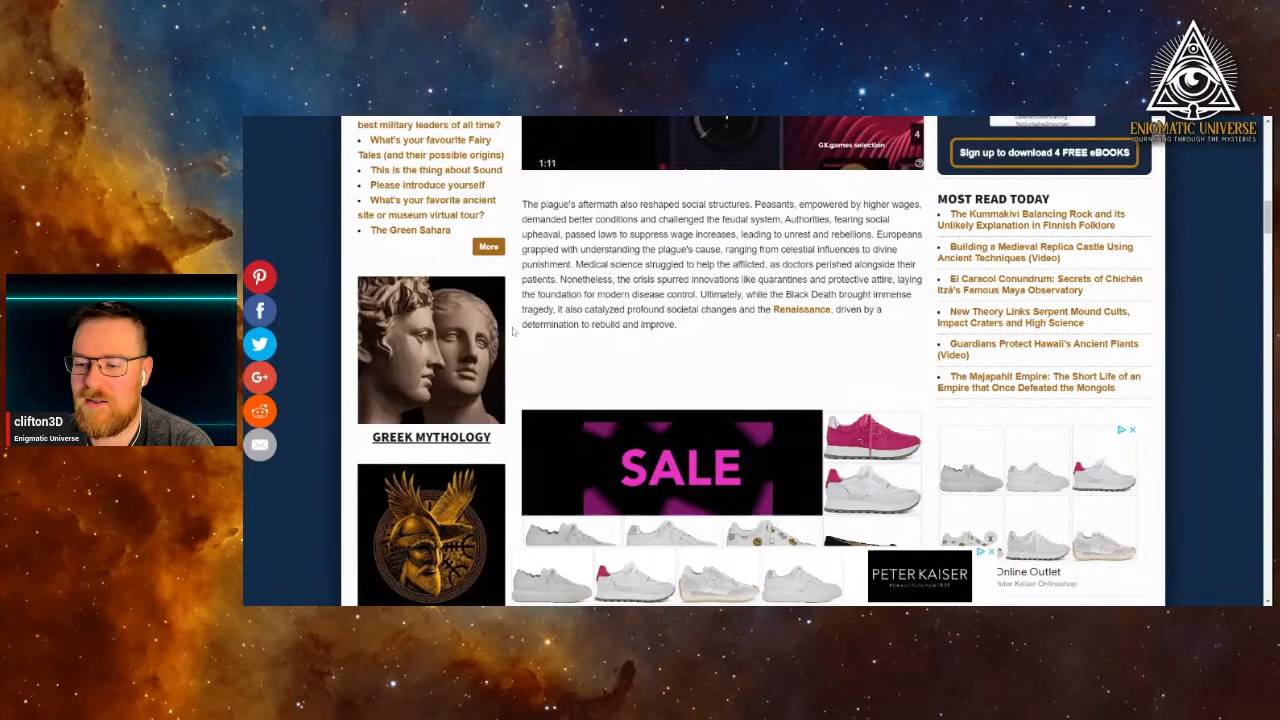 ENIGMATIC UNIVERSE
JOURNEYING THROUGH THE MYSTERIES
best military leaders of all time?
What's your favourite Fairy
Tales (and their possible origins)
This is the thing about Sound
Please introduce yourself
What's your favorite ancient
site or museum virtual tour?
The Green Sahara
More
GREEK MYTHOLOGY
1:11
GX.games selection
4
The plague's aftermath also reshaped social structures. Peasants, empowered by higher wages,
demanded better conditions and challenged the feudal system. Authorities, fearing social
upheaval, passed laws to suppress wage increases, leading to unrest and rebellions. Europeans
grappled with understanding the plague's cause, ranging from celestial influences to divine
punishment. Medical science struggled to help the afflicted, as doctors perished alongside their
patients. Nonetheless, the crisis spurred innovations like quarantines and protective attire, laying
the foundation for modern disease control. Ultimately, while the Black Death brought immense
tragedy, it also catalyzed profound societal changes and the Renaissance, driven by a
determination to rebuild and improve.
SALE
PETER KAISER
Online Outlet
Peter Kaiser Onlineshop
Sign up to download 4 FREE eBOOKS
MOST READ TODAY
The Kummakivi Balancing Rock and its
Unlikely Explanation in Finnish Folklore
Building a Medieval Replica Castle Using
Ancient Techniques (Video)
El Caracol Conundrum: Secrets of Chichén
Itzá's Famous Maya Observatory
New Theory Links Serpent Mound Cults,
Impact Craters and High Science
Guardians Protect Hawaii's Ancient Plants
(Video)
The Majapahit Empire: The Short Life of an
Empire that Once Defeated the Mongols
clifton3D
Enigmatic Universe